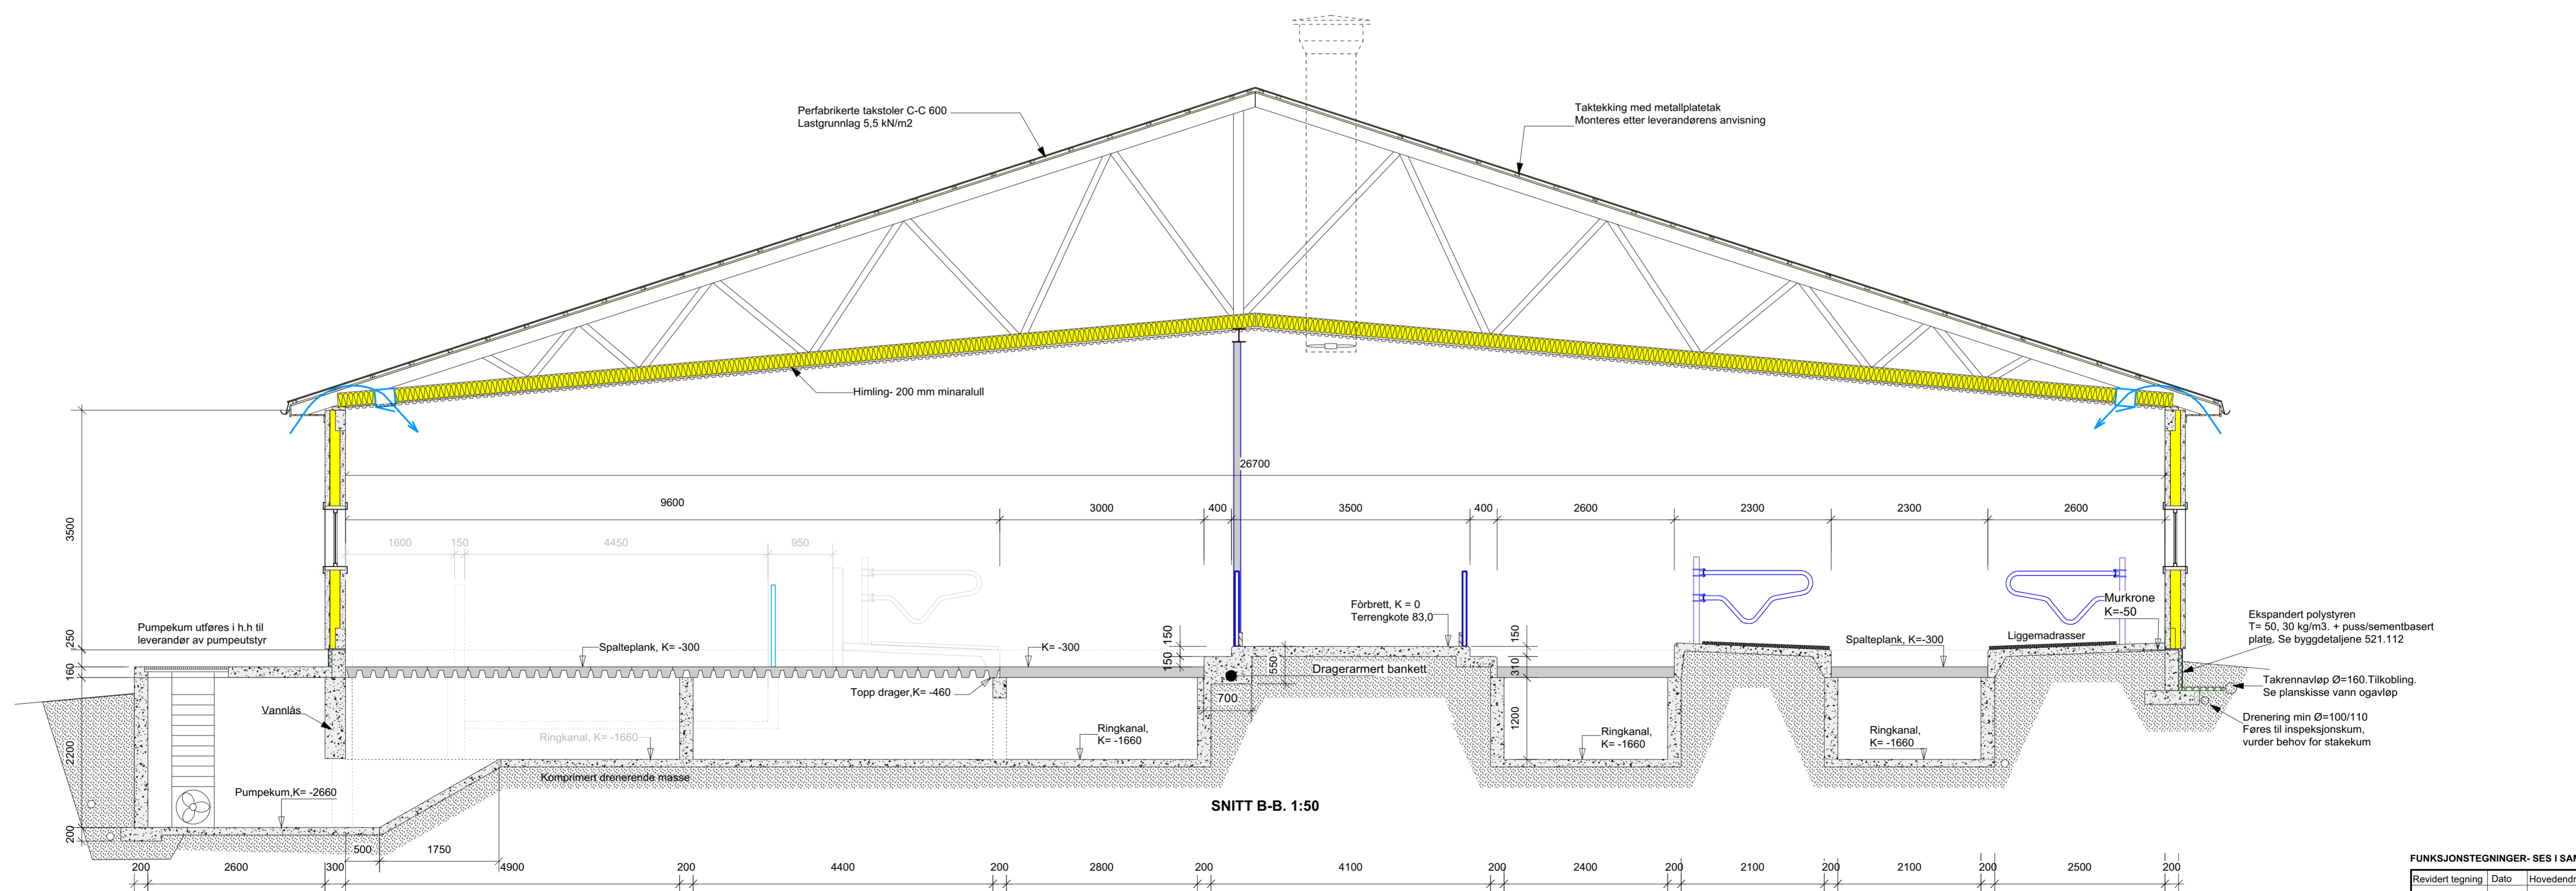 Perfabrikerte takstoler C-C 600
Lastgrunnlag 5,5 kN/m2
Taktekking med metallplatetak
Monteres etter leverandørens anvisning
Himling- 200 mm minaralull
26700
9600
3000
400
3500
400
2600
2300
2300
2600
1600
150
4450
950
3500
250
160
2200
200
Pumpekum utføres i h.h til
leverandør av pumpeutstyr
Spalteplank, K= -300
K= -300
150
150
550
Fòrbrett, K = 0
Terrengkote 83,0
150
310
Dragerarmert bankett
Spalteplank, K=-300
Liggemadrasser
Murkrone
K=-50
Ekspandert polystyren
T= 50, 30 kg/m3. + puss/sementbasert
plate. Se byggdetaljene 521.112
Takrennavløp Ø=160.Tilkobling.
Se planskisse vann ogavløp
Drenering min Ø=100/110
Føres til inspeksjonskum,
vurder behov for stakekum
Topp drager,K= -460
700
Vannlås
Ringkanal, K= -1660
Ringkanal,
K= -1660
1200
Ringkanal,
K= -1660
Ringkanal,
K= -1660
Komprimert drenerende masse
Pumpekum,K= -2660
SNITT B-B. 1:50
500
1750
200
2600
300
4900
200
4400
200
2800
200
4100
200
2400
200
2100
200
2100
200
2500
200
FUNKSJONSTEGNINGER- SES I SAM
Revidert tegning
Dato
Hovedendr